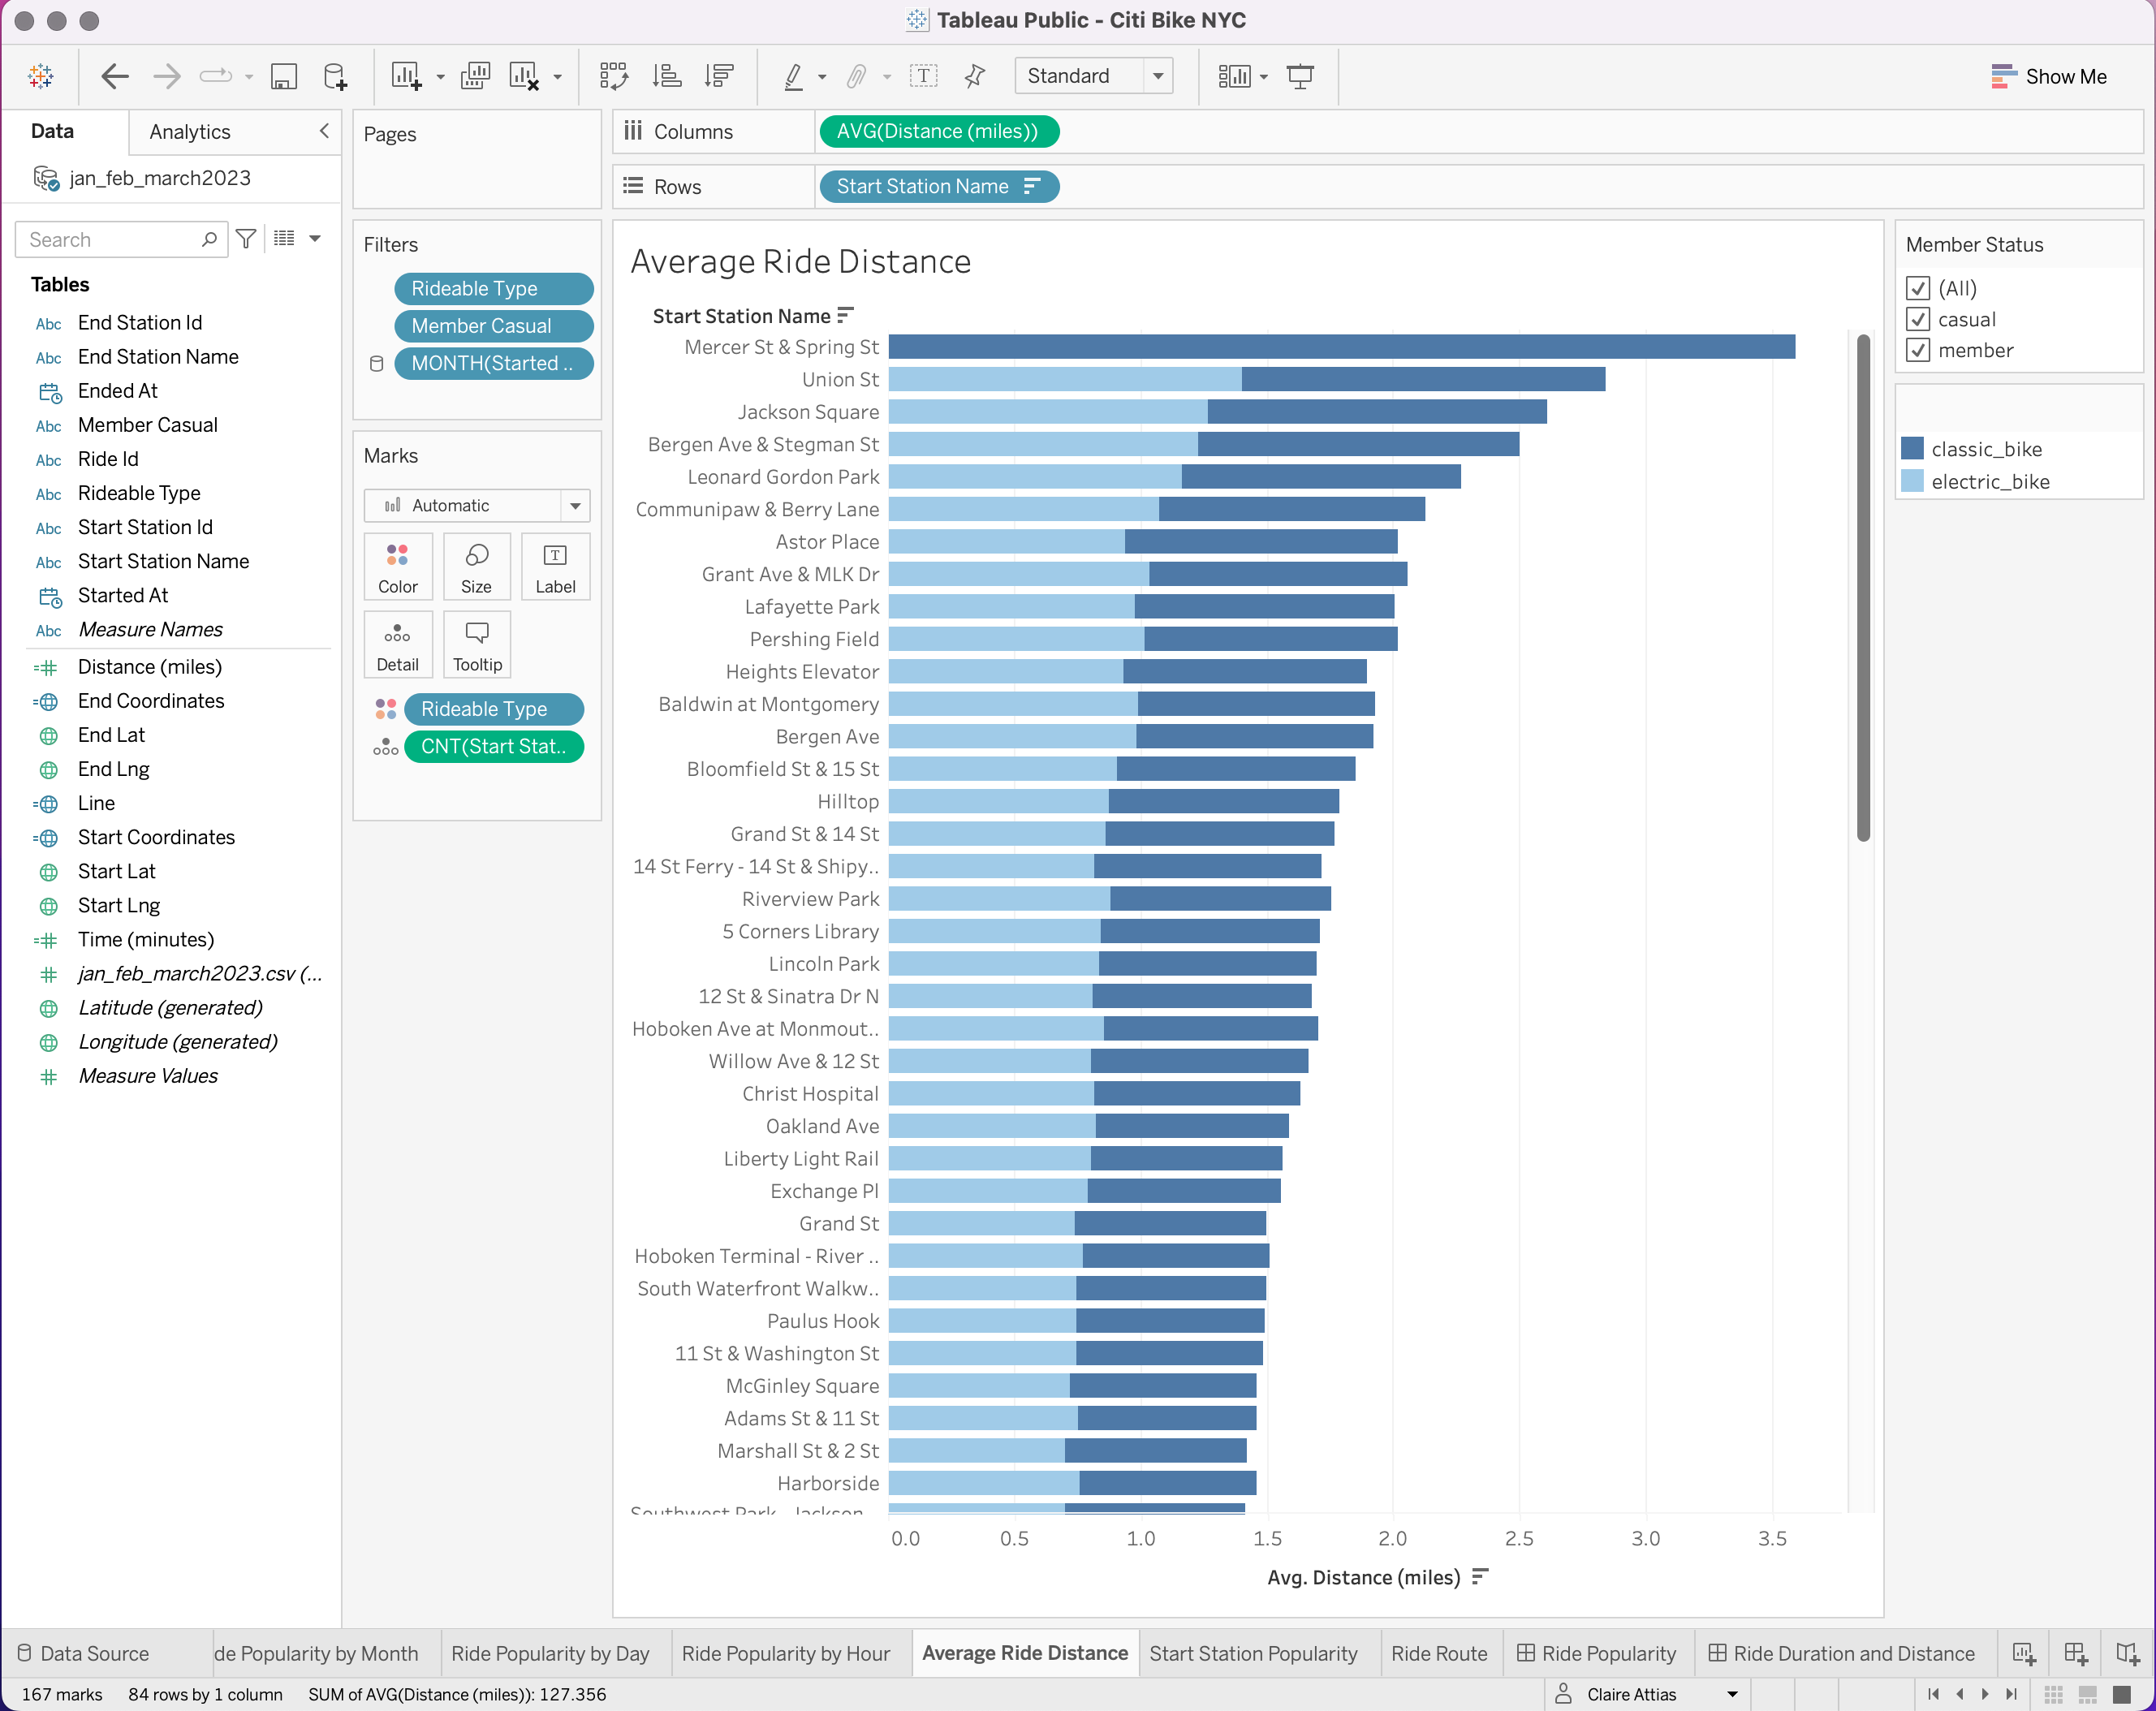 Tableau Public - Citi Bike NYC
Standard
Show Me
Data
Analytics
jan_feb_march2023
Search
Tables
Abc End Station Id
Abc End Station Name
Ended At
Abc Member Casual
Abc Ride Id
Abc Rideable Type
Abc Start Station Id
Abc Start Station Name
Started At
Abc Measure Names
Distance (miles)
End Coordinates
End Lat
End Lng
Line
Start Coordinates
Start Lat
Start Lng
Time (minutes)
jan_feb_march2023.csv (...
Latitude (generated)
Longitude (generated)
Measure Values
Pages
Filters
Rideable Type
Member Casual
MONTH(Started ..
Marks
Automatic
Color
Size
Label
Detail
Tooltip
Rideable Type
CNT(Start Stat..
Columns
AVG(Distance (miles))
Rows
Start Station Name
Average Ride Distance
Start Station Name
Mercer St & Spring St
Union St
Jackson Square
Bergen Ave & Stegman St
Leonard Gordon Park
Communipaw & Berry Lane
Astor Place
Grant Ave & MLK Dr
Lafayette Park
Pershing Field
Heights Elevator
Baldwin at Montgomery
Bergen Ave
Bloomfield St & 15 St
Hilltop
Grand St & 14 St
14 St Ferry - 14 St & Shipy..
Riverview Park
5 Corners Library
Lincoln Park
12 St & Sinatra Dr N
Hoboken Ave at Monmout..
Willow Ave & 12 St
Christ Hospital
Oakland Ave
Liberty Light Rail
Exchange Pl
Grand St
Hoboken Terminal - River ..
South Waterfront Walkw..
Paulus Hook
11 St & Washington St
McGinley Square
Adams St & 11 St
Marshall St & 2 St
Harborside
Southwest Park - Jackson ..
0.0 0.5 1.0 1.5 2.0 2.5 3.0 3.5
Avg. Distance (miles)
Member Status
(All)
casual
member
classic_bike
electric_bike
Data Source
de Popularity by Month
Ride Popularity by Day
Ride Popularity by Hour
Average Ride Distance
Start Station Popularity
Ride Route
Ride Popularity
Ride Duration and Distance
167 marks 84 rows by 1 column SUM of AVG(Distance (miles)): 127.356
Claire Attias